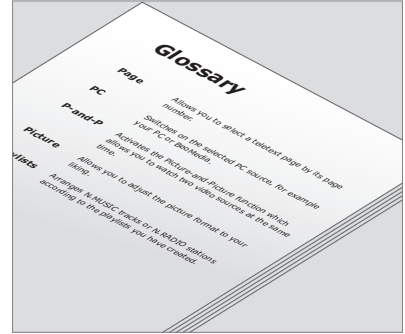 Glossary
Page
Allows you to select a teletext page by its page
number.
PC
Switches on the selected PC source, for example
your PC or BeoMedia.
P-and-P
Activates the Picture-and-Picture function which
allows you to watch two video sources at the same
time.
Picture
Allows you to adjust the picture format to your
liking.
ylists
Arranges N.MUSIC tracks or N.RADIO stations
according to the playlists you have created.